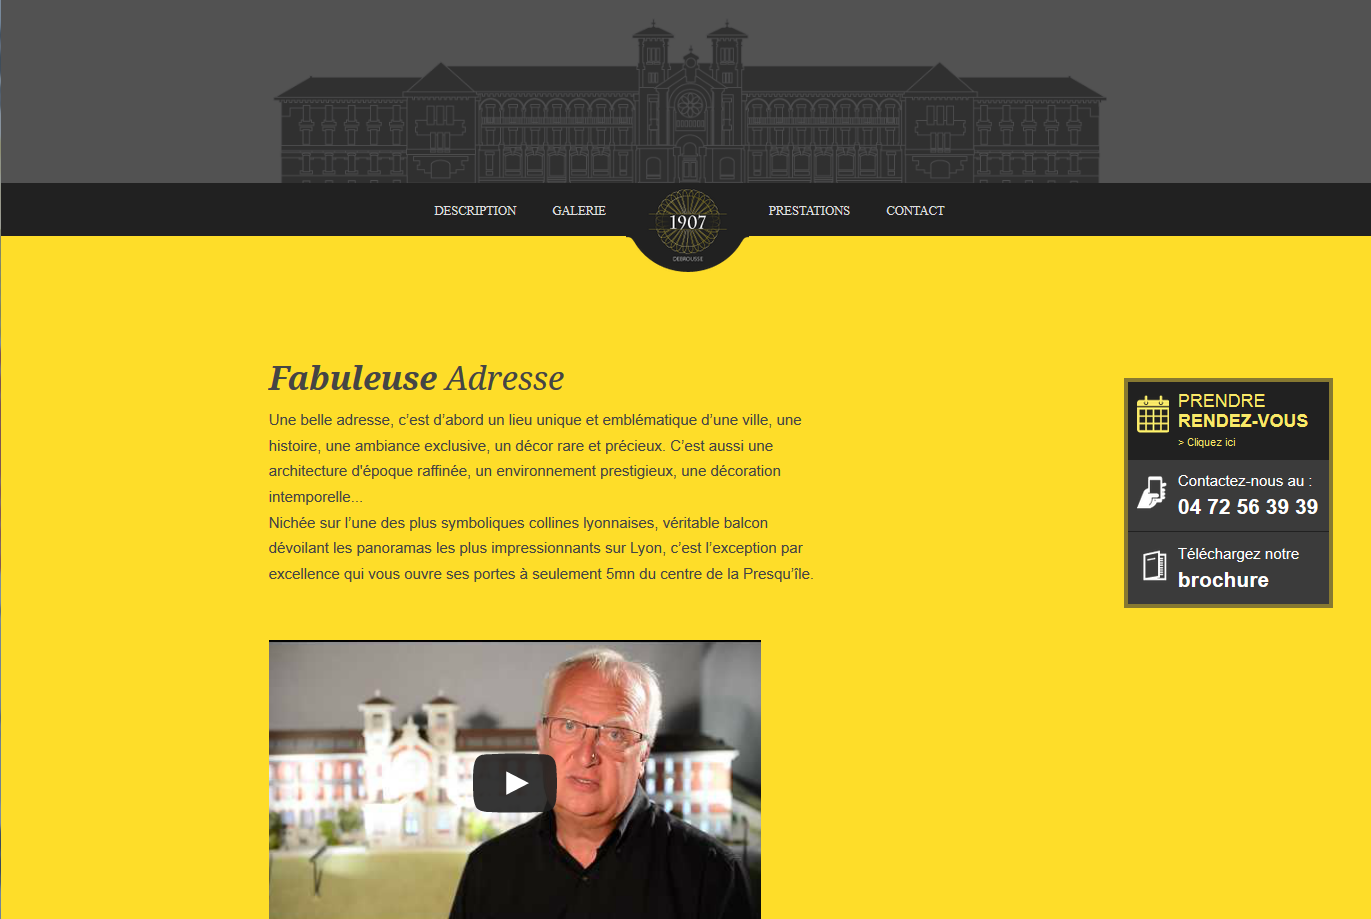 DESCRIPTION
GALERIE
1907
DEBROUSSE
PRESTATIONS
CONTACT
Fabuleuse Adresse
Une belle adresse, c’est d’abord un lieu unique et emblématique d’une ville, une
histoire, une ambiance exclusive, un décor rare et précieux. C’est aussi une
architecture d'époque raffinée, un environnement prestigieux, une décoration
intemporelle...
Nichée sur l’une des plus symboliques collines lyonnaises, véritable balcon
dévoilant les panoramas les plus impressionnants sur Lyon, c’est l’exception par
excellence qui vous ouvre ses portes à seulement 5mn du centre de la Presqu’île.
PRENDRE
RENDEZ-VOUS
> Cliquez ici
Contactez-nous au :
04 72 56 39 39
Téléchargez notre
brochure